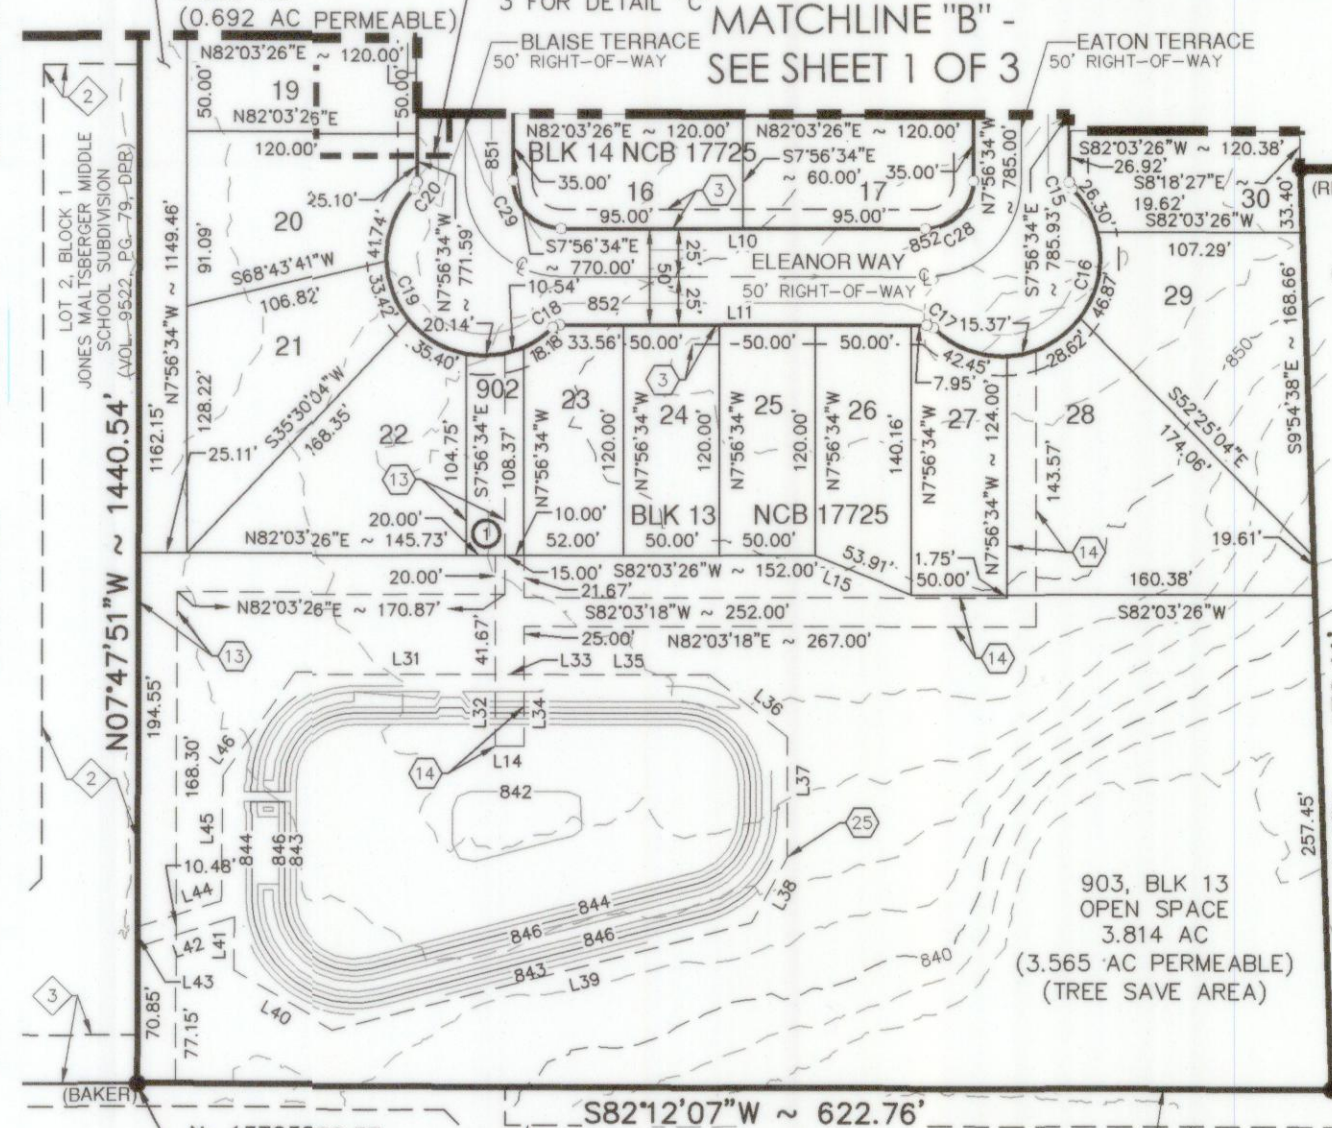 (0.692 AC PERMEABLE)
3 FOR DETAIL "C"
MATCHLINE "B" -
SEE SHEET 1 OF 3
BLAISE TERRACE
50' RIGHT-OF-WAY
EATON TERRACE
50' RIGHT-OF-WAY
N82°03'26"E ~ 120.00'
19
50.00'
50.00'
N82°03'26"E
120.00'
2
LOT 2, BLOCK 1
JONES MALTSBERGER MIDDLE
SCHOOL SUBDIVISION
(VOL. 9522, PG. 79, DPR)
N82°03'26"E ~ 120.00'
N82°03'26"E ~ 120.00'
BLK 14 NCB 17725
851
35.00'
16
3
S7°56'34"E
~ 60.00'
17
35.00'
95.00'
95.00'
N7°56'34"W
~ 785.00'
S82°03'26"W ~ 120.38'
26.92'
S8°18'27"E ~
19.62'
30
33.40'
S82°03'26"W
107.29'
C15
26.30'
25.10'
C20
20
41.74'
91.09'
S68°43'41"W
106.82'
N7°56'34"W ~ 1149.46'
N7°56'34"W
~ 771.59'
C29
S7°56'34"E
~ 770.00'
L10
852
C28
25'
50'
25'
ELEANOR WAY
50' RIGHT-OF-WAY
℄
℄
S7°56'34"E
~ 785.93'
C16
46.87'
29
S9°54'38"E ~ 168.66'
C19
33.42'
10.54'
852
L11
C18
20.14'
18.18'
33.56'
50.00'
50.00'
50.00'
C17
15.37'
42.45'
28.62'
7.95'
850
21
128.22'
35.40'
902
S35°30'04"W
168.35'
22
23
24
25
26
27
28
3
S52°25'04"E
174.06'
1162.15'
25.11'
104.75'
S7°56'34"E
108.37'
N7°56'34"W
120.00'
N7°56'34"W
120.00'
N7°56'34"W
120.00'
N7°56'34"W
140.16'
N7°56'34"W
N7°56'34"W ~ 124.00'
143.57'
13
20.00'
1
N82°03'26"E ~ 145.73'
10.00'
52.00'
BLK 13
50.00'
NCB 17725
50.00'
53.91'
L15
1.75'
50.00'
14
19.61'
160.38'
S82°03'26"W
20.00'
15.00'
S82°03'26"W ~ 152.00'
21.67'
N82°03'26"E ~ 170.87'
S82°03'18"W ~ 252.00'
25.00'
N82°03'18"E ~ 267.00'
14
N07°47'51"W ~ 1440.54'
13
41.67'
L31
L33
L35
L32
L34
L36
194.55'
168.30'
L46
14
L14
L37
2
842
25
L45
844
846
843
10.48'
L44
L38
257.45'
903, BLK 13
OPEN SPACE
3.814 AC
(3.565 AC PERMEABLE)
(TREE SAVE AREA)
844
846
846
843
L39
840
L42
L41
L43
3
70.85'
77.15'
L40
(BAKER)
S82°12'07"W ~ 622.76'